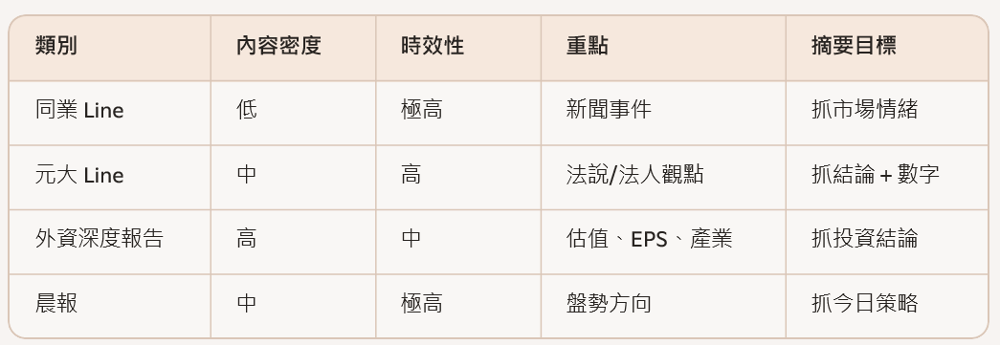 類別 內容密度 時效性 重點 摘要目標
同業 Line 低 極高 新聞事件 抓市場情緒
元大 Line 中 高 法說/法人觀點 抓結論 + 數字
外資深度報告 高 中 估值、EPS、產業 抓投資結論
晨報 中 極高 盤勢方向 抓今日策略